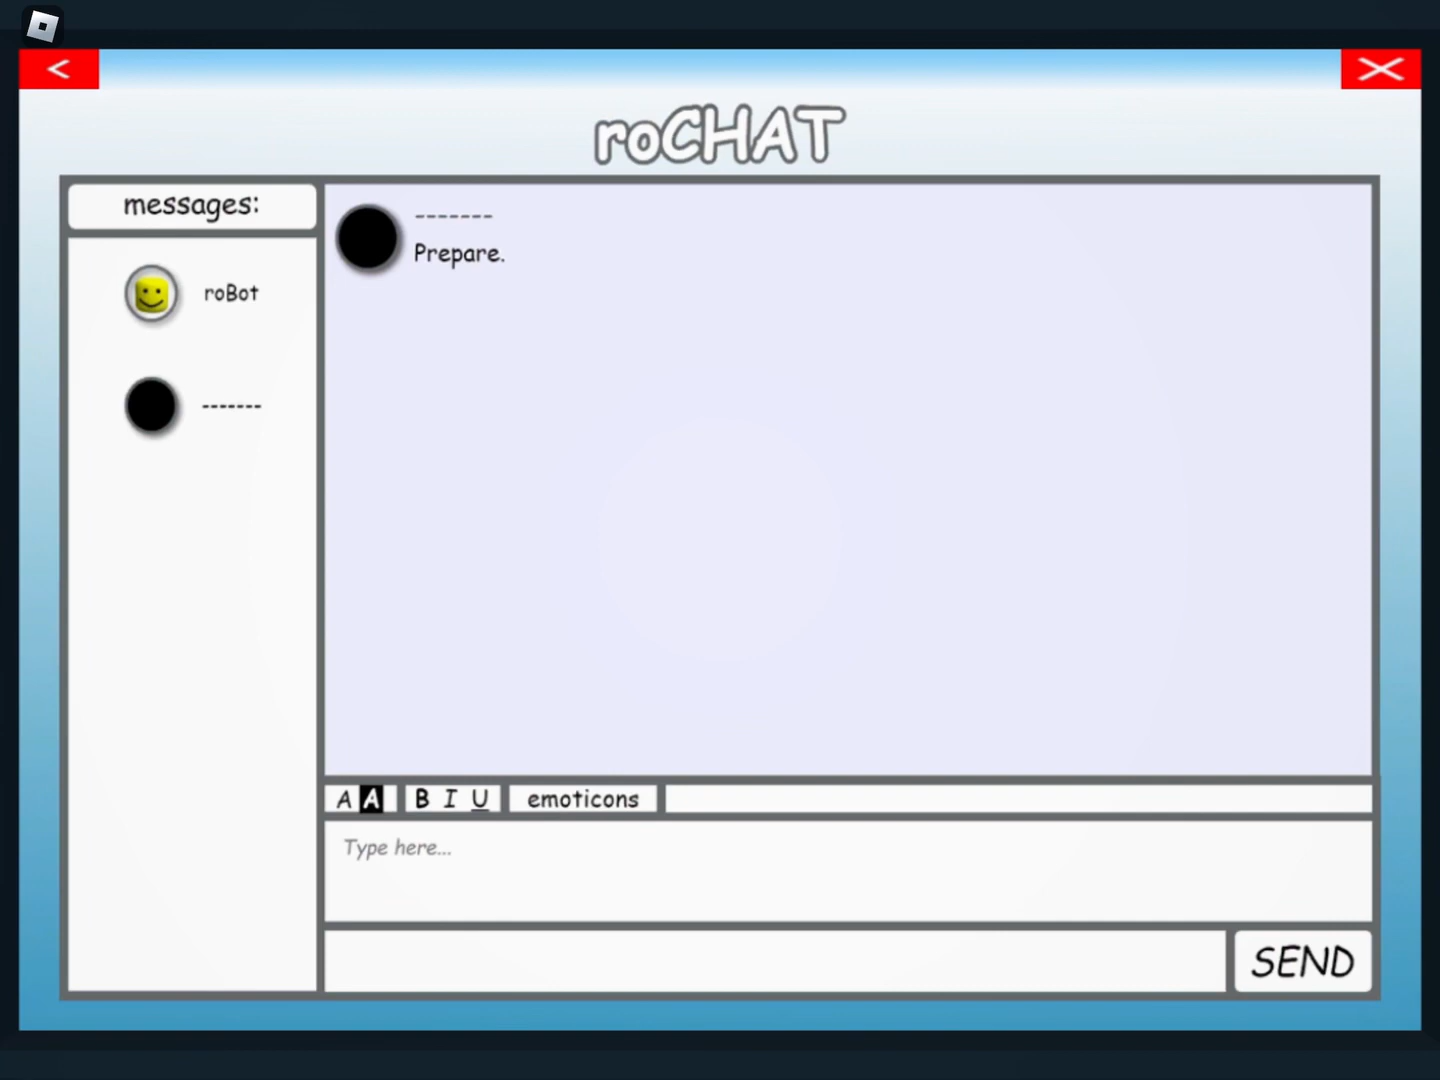 <
roCHAT
messages:
roBot
-------
-------
Prepare.
A A B I U emoticons
Type here...
SEND